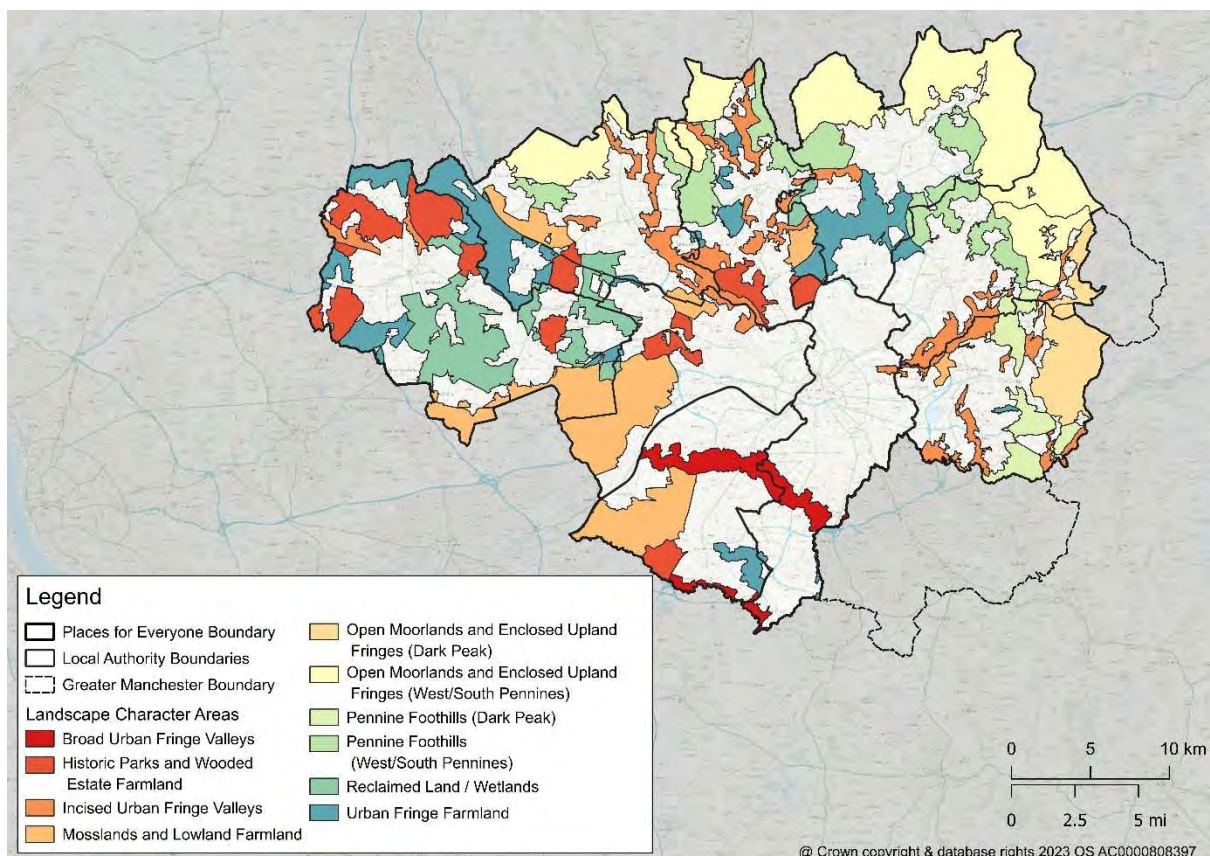 Legend
Places for Everyone Boundary
Local Authority Boundaries
Greater Manchester Boundary
Landscape Character Areas
Broad Urban Fringe Valleys
Historic Parks and Wooded
Estate Farmland
Incised Urban Fringe Valleys
Mosslands and Lowland Farmland
Open Moorlands and Enclosed Upland
Fringes (Dark Peak)
Open Moorlands and Enclosed Upland
Fringes (West/South Pennines)
Pennine Foothills (Dark Peak)
Pennine Foothills
(West/South Pennines)
Reclaimed Land / Wetlands
Urban Fringe Farmland
0 5 10 km
0 2.5 5 mi
@ Crown copyright & database rights 2023 OS AC0000808397